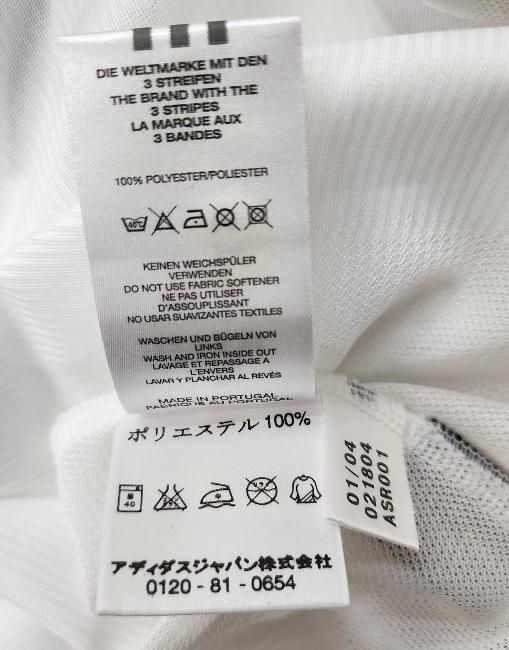 DIE WELTMARKE MIT DEN
3 STREIFEN
THE BRAND WITH THE
3 STRIPES
LA MARQUE AUX
3 BANDES
100% POLYESTER/POLIESTER
KEINEN WEICHSPÜLER
VERWENDEN
DO NOT USE FABRIC SOFTENER
NE PAS UTILISER
D'ASSOUPLISSANT
NO USAR SUAVIZANTES TEXTILES
WASCHEN UND BÜGELN VON
LINKS
WASH AND IRON INSIDE OUT
LAVAGE ET REPASSAGE A
L'ENVERS
LAVAR Y PLANCHAR AL REVÉS
MADE IN PORTUGAL
FABRIQUE AU PORTUGAL
ポリエステル 100%
40
アディダスジャパン株式会社
0120 - 81 - 0654
01/04
021804
ASR001